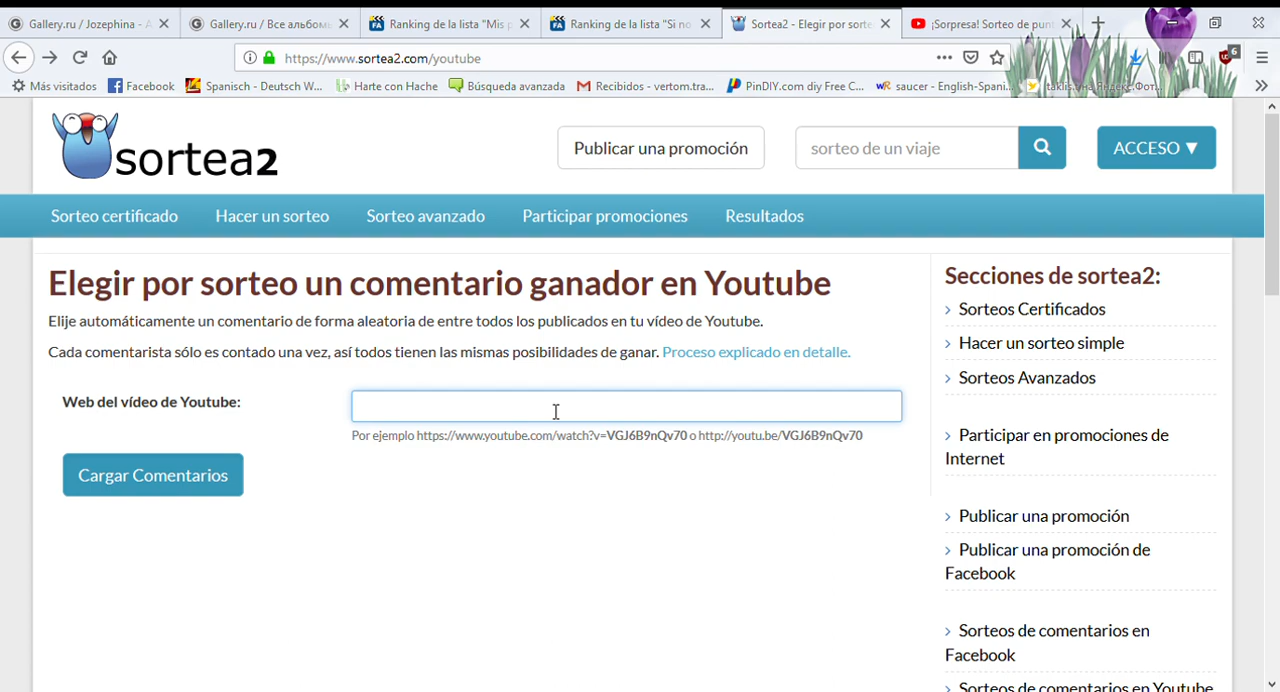 Gallery.ru / Jozephina - A
Gallery.ru / Все альбомы
Ranking de la lista "Mis p
Ranking de la lista "Si no
Sortea2 - Elegir por sorte
¡Sorpresa! Sorteo de punt
https://www.sortea2.com/youtube
6
Más visitados
Facebook
Spanisch - Deutsch W...
Harte con Hache
Búsqueda avanzada
Recibidos - vertom.tra...
PinDIY.com diy Free C...
saucer - English-Spani...
sortea2
Publicar una promoción
sorteo de un viaje
ACCESO ▼
Sorteo certificado
Hacer un sorteo
Sorteo avanzado
Participar promociones
Resultados
Elegir por sorteo un comentario ganador en Youtube
Elije automáticamente un comentario de forma aleatoria de entre todos los publicados en tu vídeo de Youtube.
Cada comentarista sólo es contado una vez, así todos tienen las mismas posibilidades de ganar. Proceso explicado en detalle.
Web del vídeo de Youtube:
Por ejemplo https://www.youtube.com/watch?v=VGJ6B9nQv70 o http://youtu.be/VGJ6B9nQv70
Cargar Comentarios
Secciones de sortea2:
Sorteos Certificados
Hacer un sorteo simple
Sorteos Avanzados
Participar en promociones de
Internet
Publicar una promoción
Publicar una promoción de
Facebook
Sorteos de comentarios en
Facebook
Sorteos de comentarios en Youtube